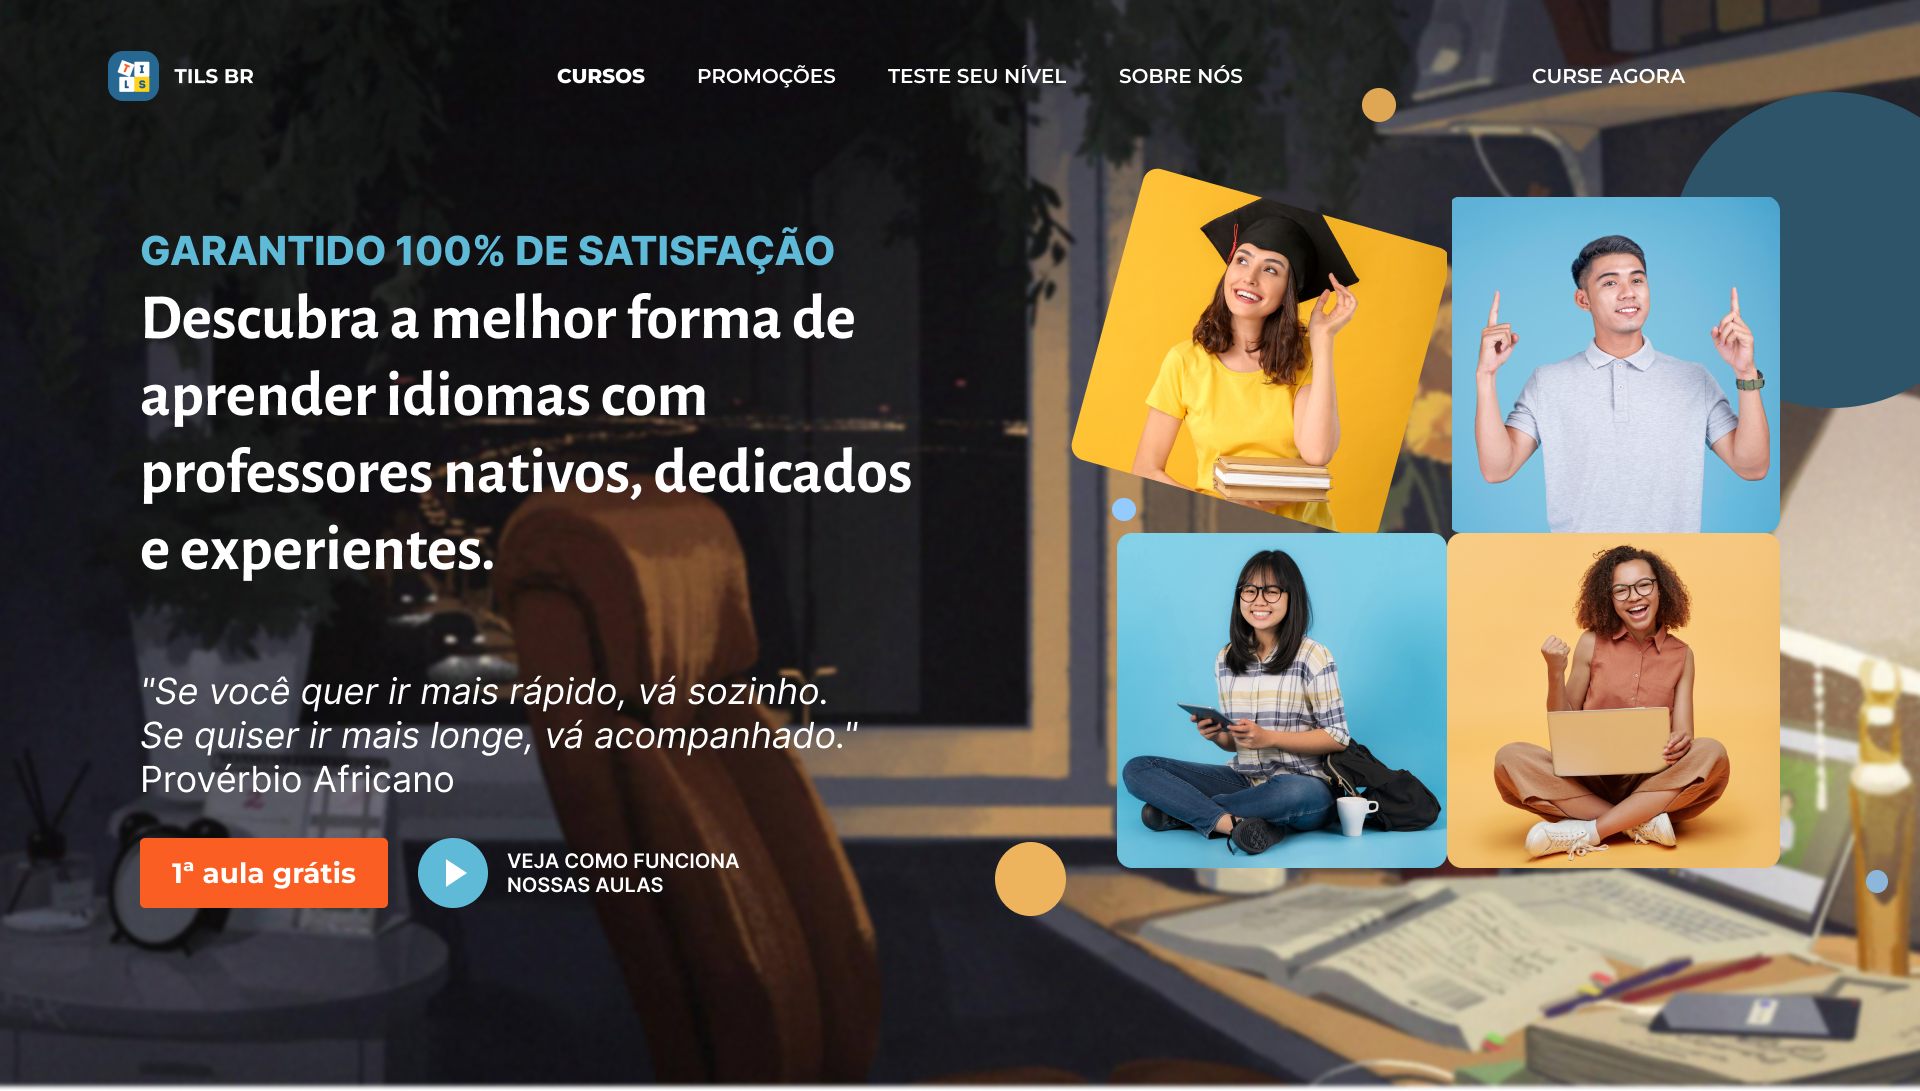 TILS
TILS BR
CURSOS
PROMOÇÕES
TESTE SEU NÍVEL
SOBRE NÓS
CURSE AGORA
GARANTIDO 100% DE SATISFAÇÃO
Descubra a melhor forma de
aprender idiomas com
professores nativos, dedicados
e experientes.
"Se você quer ir mais rápido, vá sozinho.
Se quiser ir mais longe, vá acompanhado."
Provérbio Africano
1ª aula grátis
VEJA COMO FUNCIONA
NOSSAS AULAS